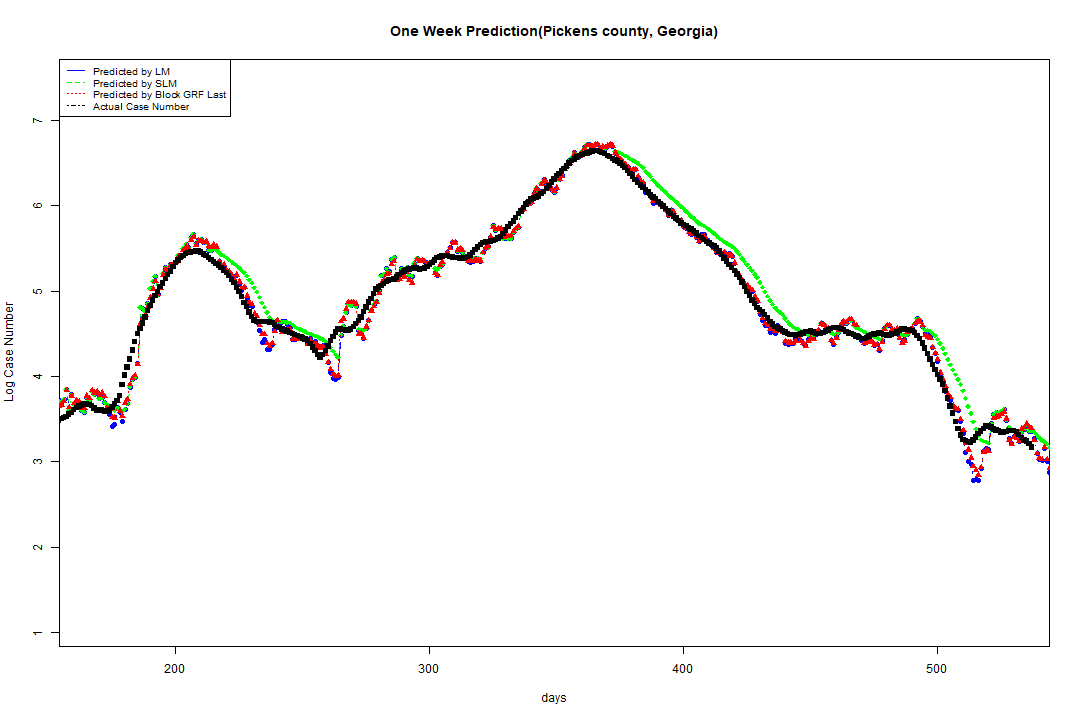 One Week Prediction(Pickens county, Georgia)
Predicted by LM
Predicted by SLM
Predicted by Block GRF Last
Actual Case Number
7
6
5
4
3
2
1
Log Case Number
200 300 400 500
days